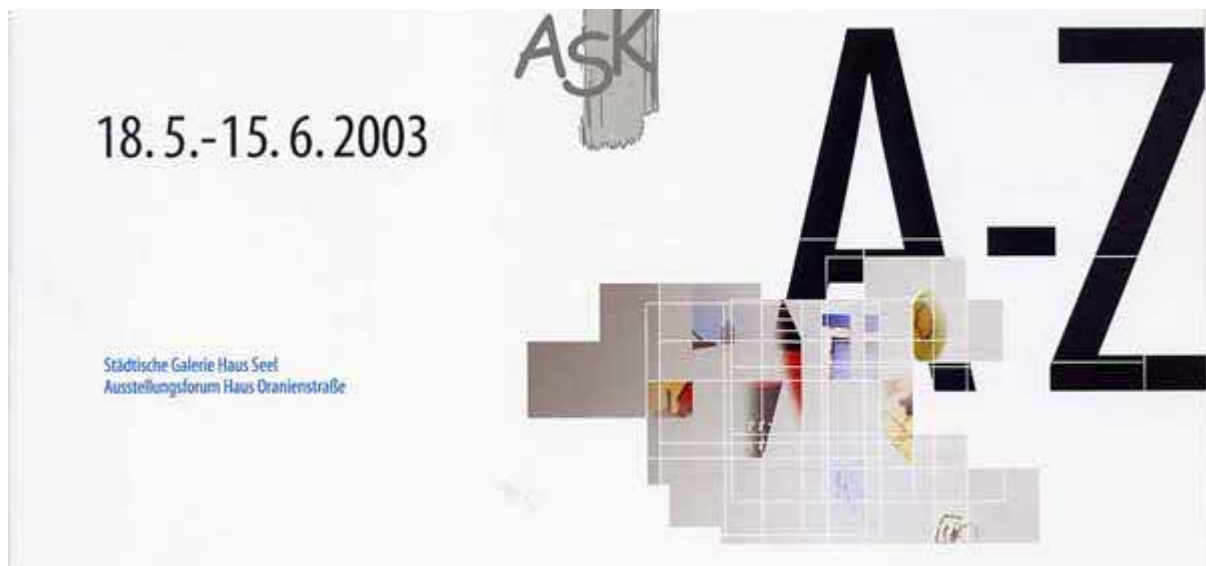 ASK
A-Z
18. 5.-15. 6. 2003
Städtische Galerie Haus Seel
Ausstellungsforum Haus Oranienstraße